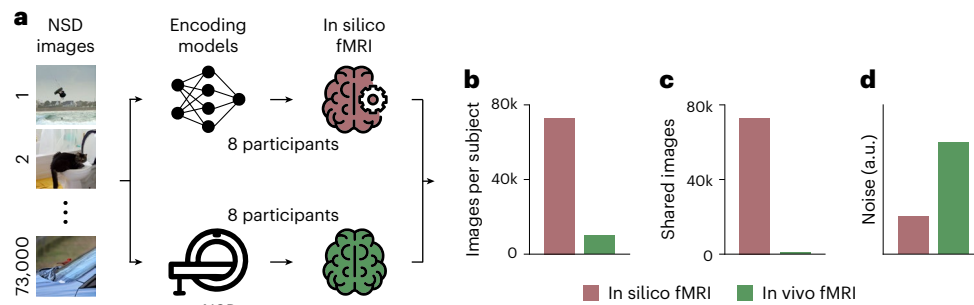 a
NSD
images
Encoding
models
In silico
fMRI
1
2
73,000
8 participants
8 participants
b
Images per subject
80k
40k
0
c
Shared images
80k
40k
0
d
Noise (a.u.)
In silico fMRI
In vivo fMRI